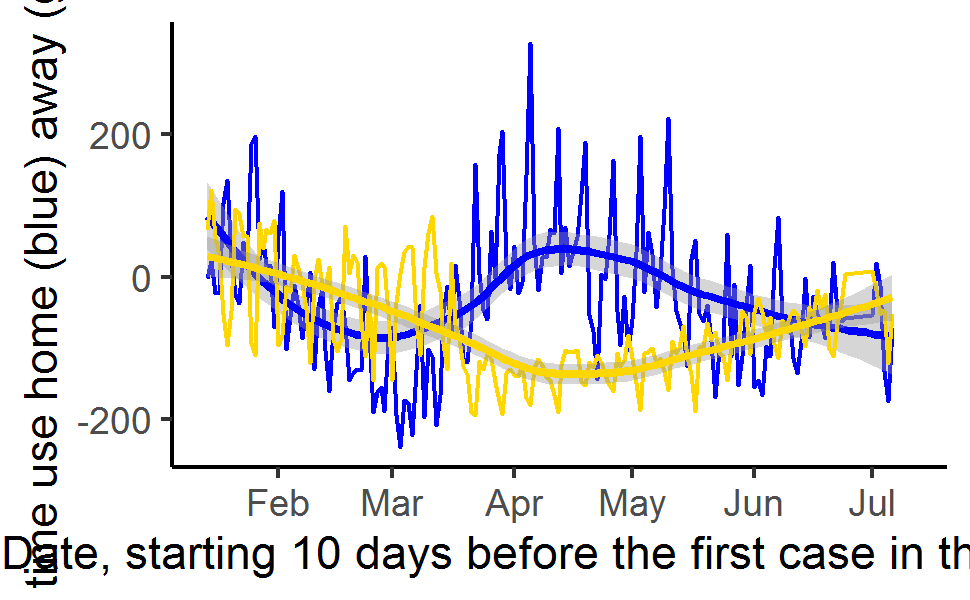 time use home (blue) away (
200
0
-200
Feb Mar Apr May Jun Jul
Date, starting 10 days before the first case in th